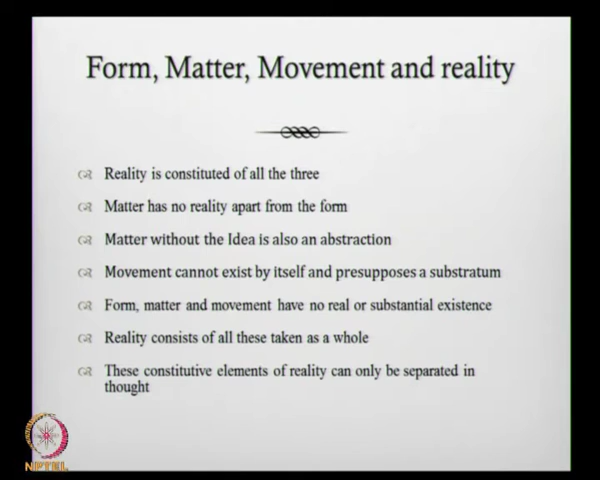 Form, Matter, Movement and reality
Reality is constituted of all the three
Matter has no reality apart from the form
Matter without the Idea is also an abstraction
Movement cannot exist by itself and presupposes a substratum
Form, matter and movement have no real or substantial existence
Reality consists of all these taken as a whole
These constitutive elements of reality can only be separated in
thought
NPTEL